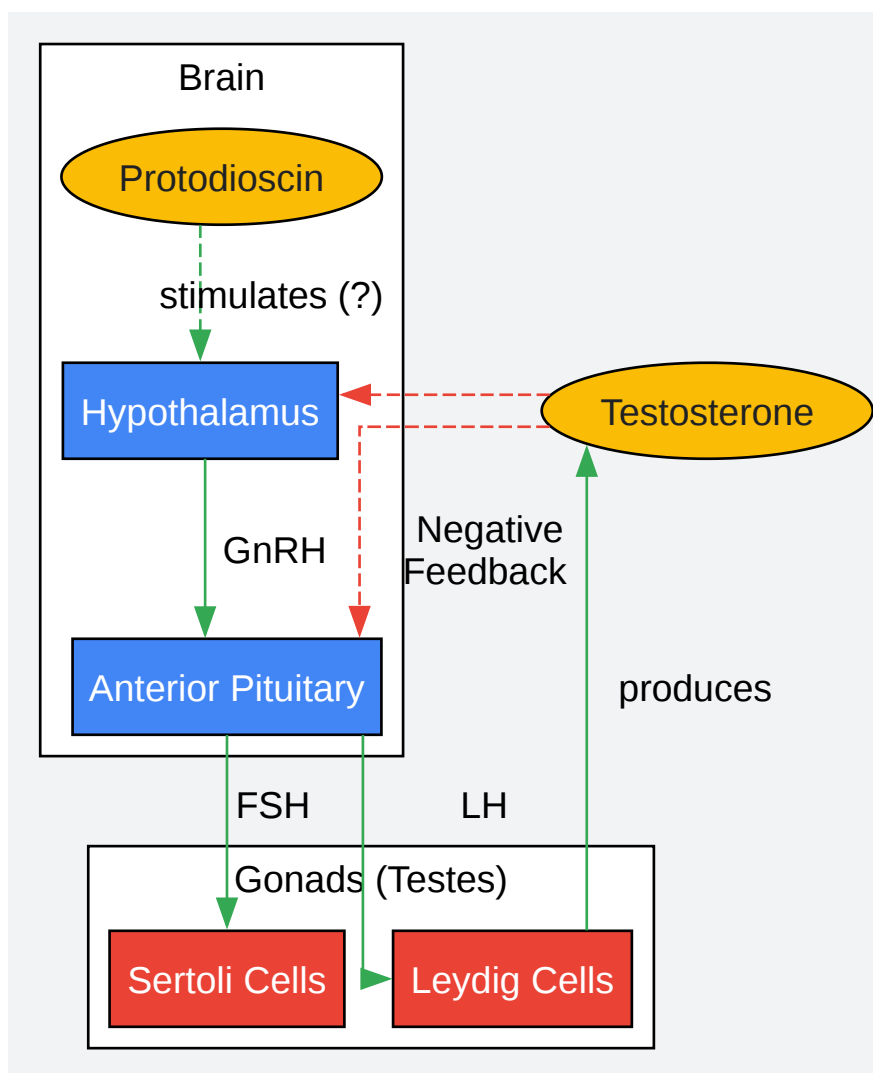 Brain
Protodioscin
stimulates (?)
Hypothalamus
Testosterone
GnRH
Negative
Feedback
Anterior Pituitary
produces
FSH
LH
Gonads (Testes)
Sertoli Cells
Leydig Cells